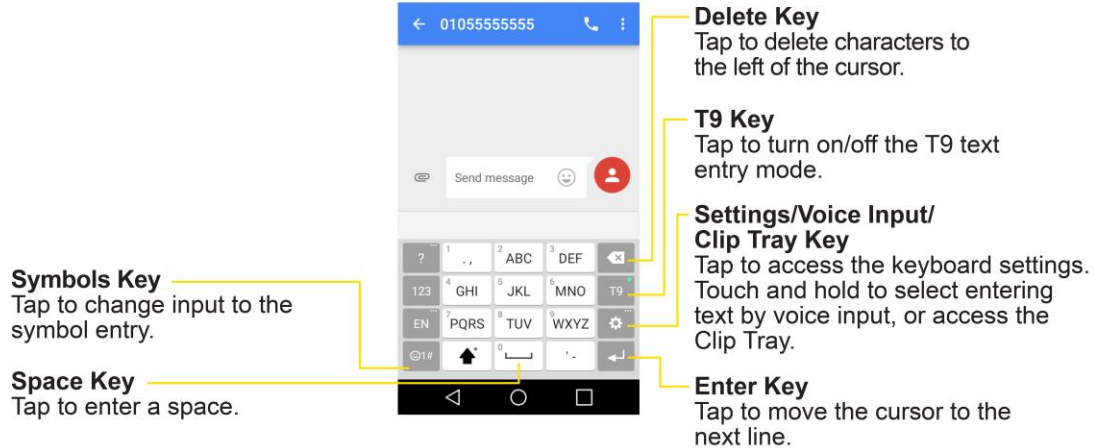 Symbols Key
Tap to change input to the
symbol entry.
Space Key
Tap to enter a space.
01055555555
Send message
? 1 ., 2 ABC 3 DEF
123 4 GHI 5 JKL 6 MNO T9
EN 7 PQRS 8 TUV 9 WXYZ
1# 0 ' -
Delete Key
Tap to delete characters to
the left of the cursor.
T9 Key
Tap to turn on/off the T9 text
entry mode.
Settings/Voice Input/
Clip Tray Key
Tap to access the keyboard settings.
Touch and hold to select entering
text by voice input, or access the
Clip Tray.
Enter Key
Tap to move the cursor to the
next line.